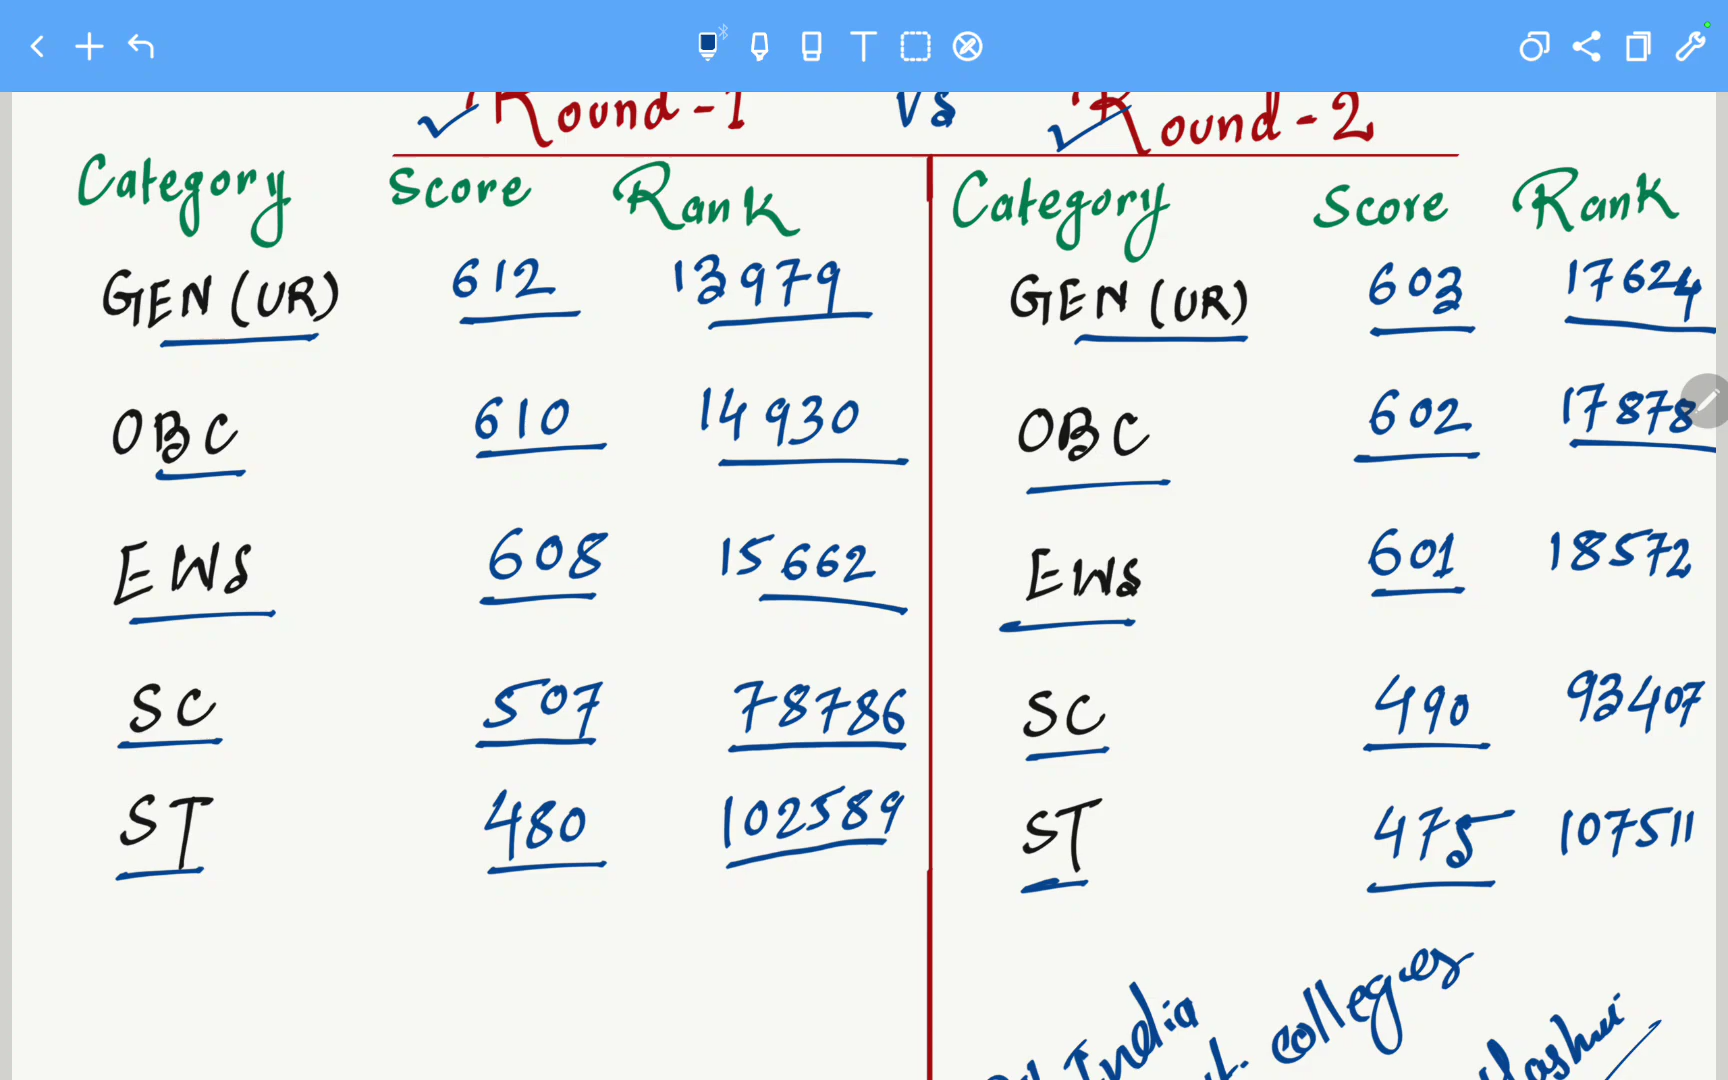 Round-1 Vs Round-2
Category Score Rank Category Score Rank
GEN (UR) 612 13979 GEN (UR) 603 17624
OBC 610 14930 OBC 602 17878
EWS 608 15662 EWS 601 18572
SC 507 78786 SC 490 93407
ST 480 102589 ST 475 107511
India
colleges